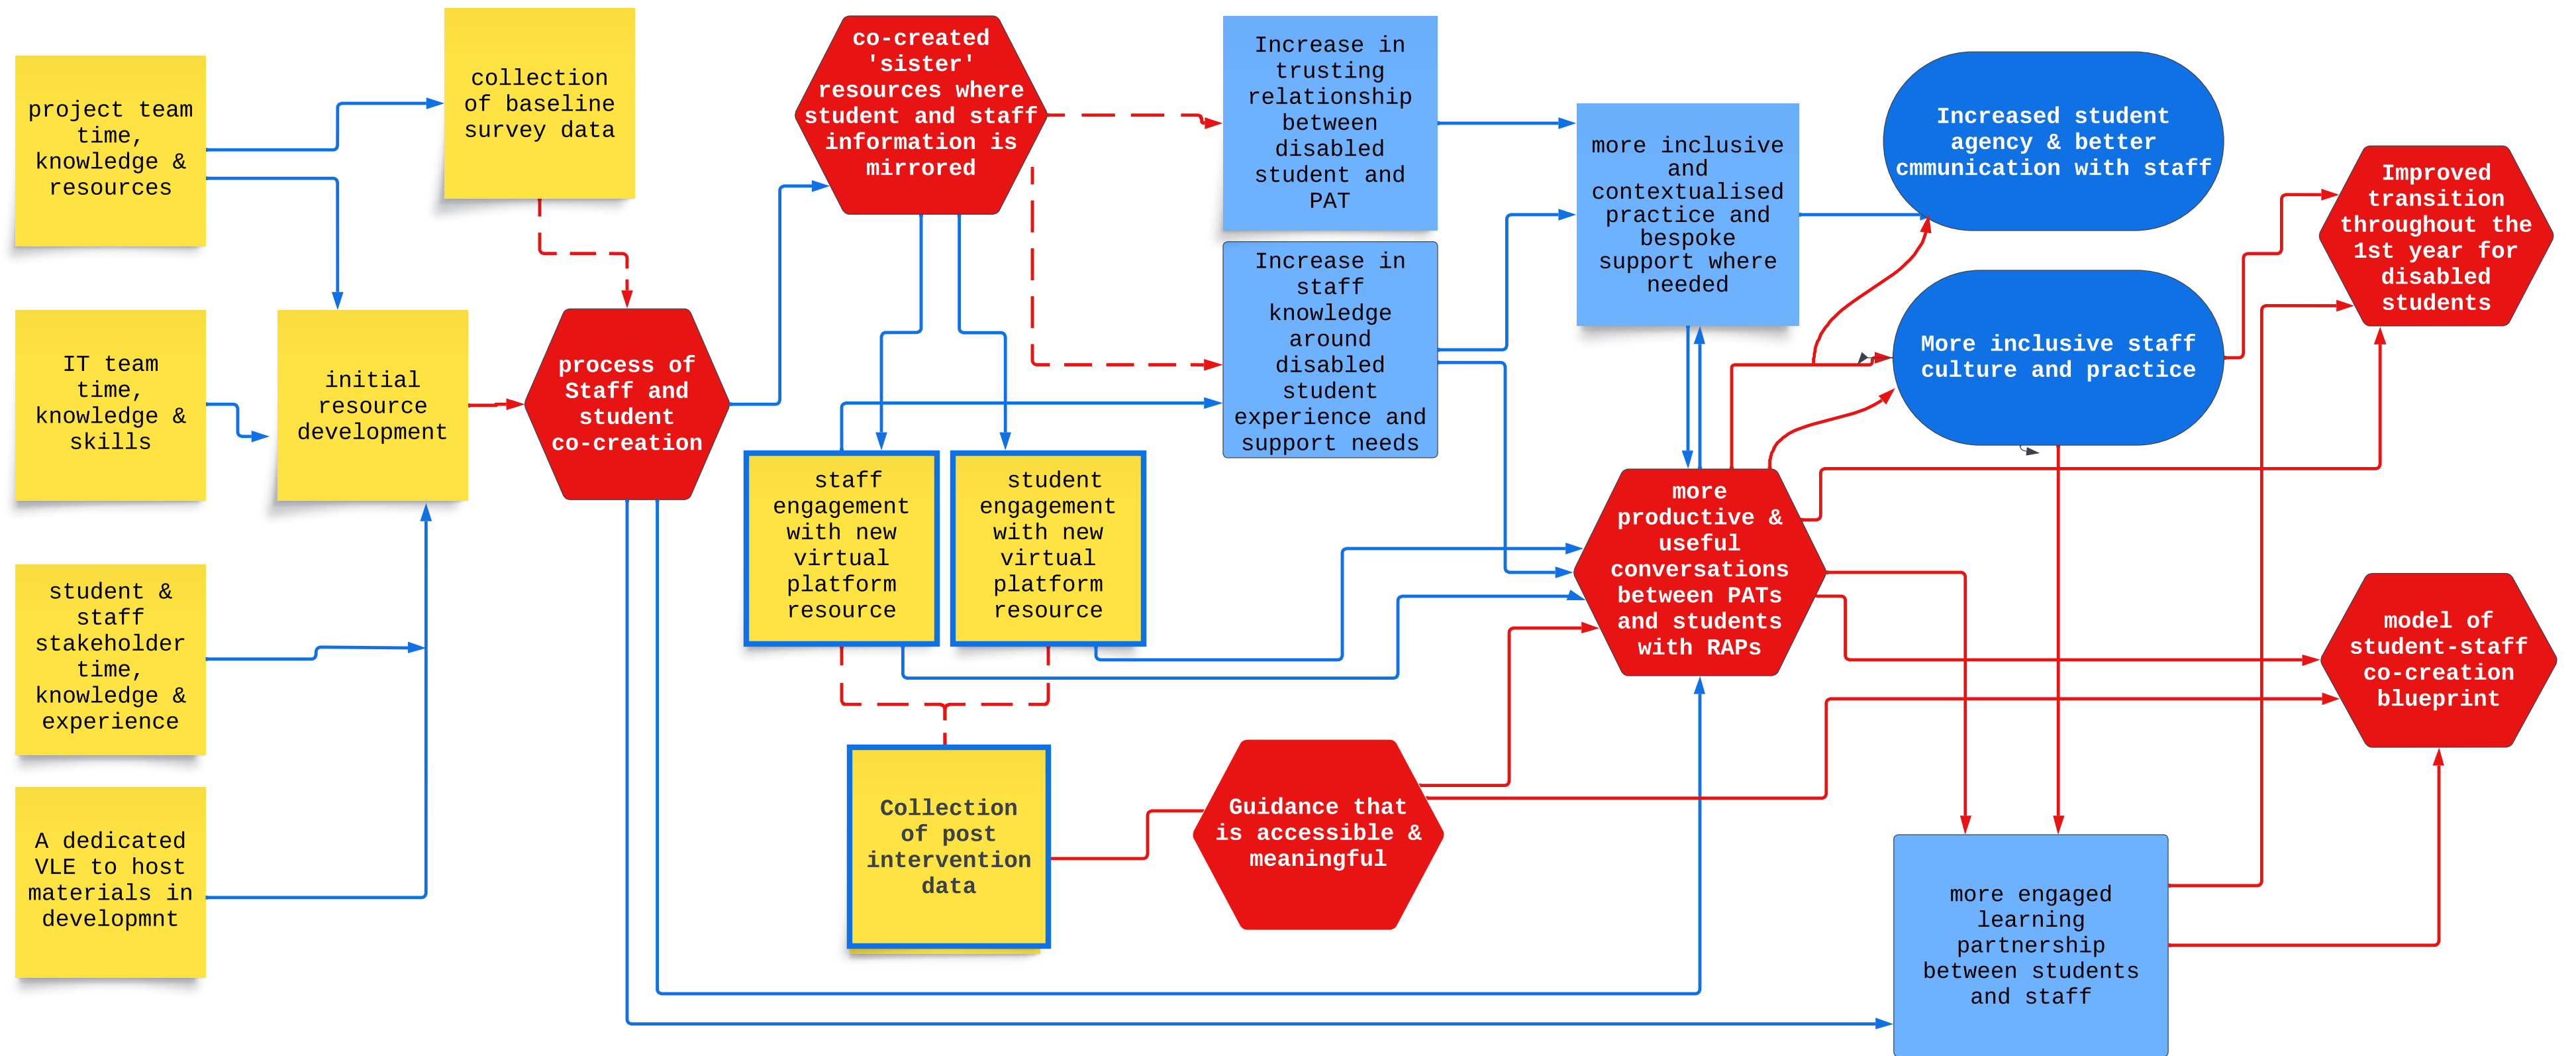 project team
time,
knowledge &
resources
collection
of baseline
survey data
IT team
time,
knowledge &
skills
initial
resource
development
student &
staff
stakeholder
time,
knowledge &
experience
A dedicated
VLE to host
materials in
developmnt
process of
Staff and
student
co-creation
co-created
'sister'
resources where
student and staff
information is
mirrored
staff
engagement
with new
virtual
platform
resource
student
engagement
with new
virtual
platform
resource
Collection
of post
intervention
data
Guidance that
is accessible &
meaningful
Increase in
trusting
relationship
between
disabled
student and
PAT
Increase in
staff
knowledge
around
disabled
student
experience and
support needs
more inclusive
and
contextualised
practice and
bespoke
support where
needed
more
productive &
useful
conversations
between PATs
and students
with RAPs
Increased student
agency & better
cmmunication with staff
More inclusive staff
culture and practice
more engaged
learning
partnership
between students
and staff
Improved
transition
throughout the
1st year for
disabled
students
model of
student-staff
co-creation
blueprint